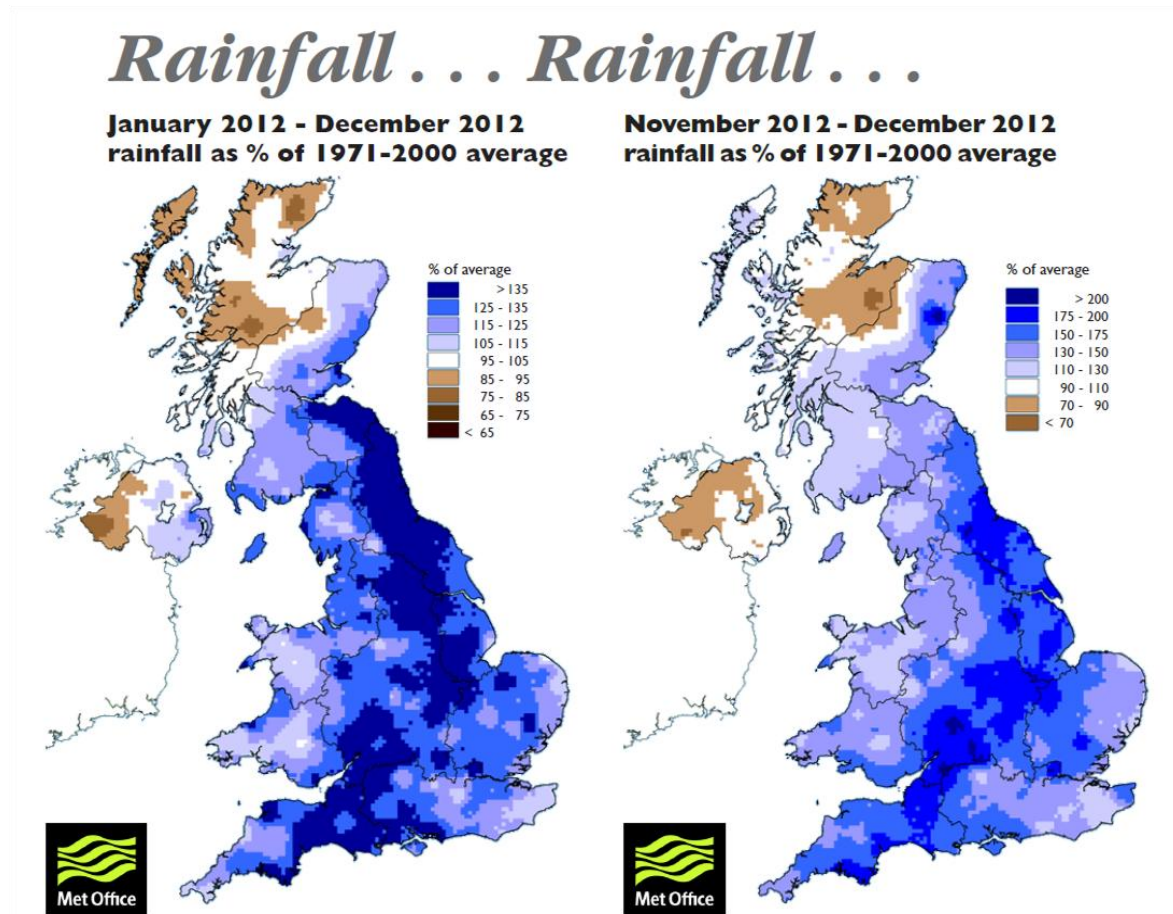 Rainfall . . . Rainfall . . .
January 2012 - December 2012
rainfall as % of 1971-2000 average
% of average
> 135
125 - 135
115 - 125
105 - 115
95 - 105
85 - 95
75 - 85
65 - 75
< 65
Met Office
November 2012 - December 2012
rainfall as % of 1971-2000 average
% of average
> 200
175 - 200
150 - 175
130 - 150
110 - 130
90 - 110
70 - 90
< 70
Met Office